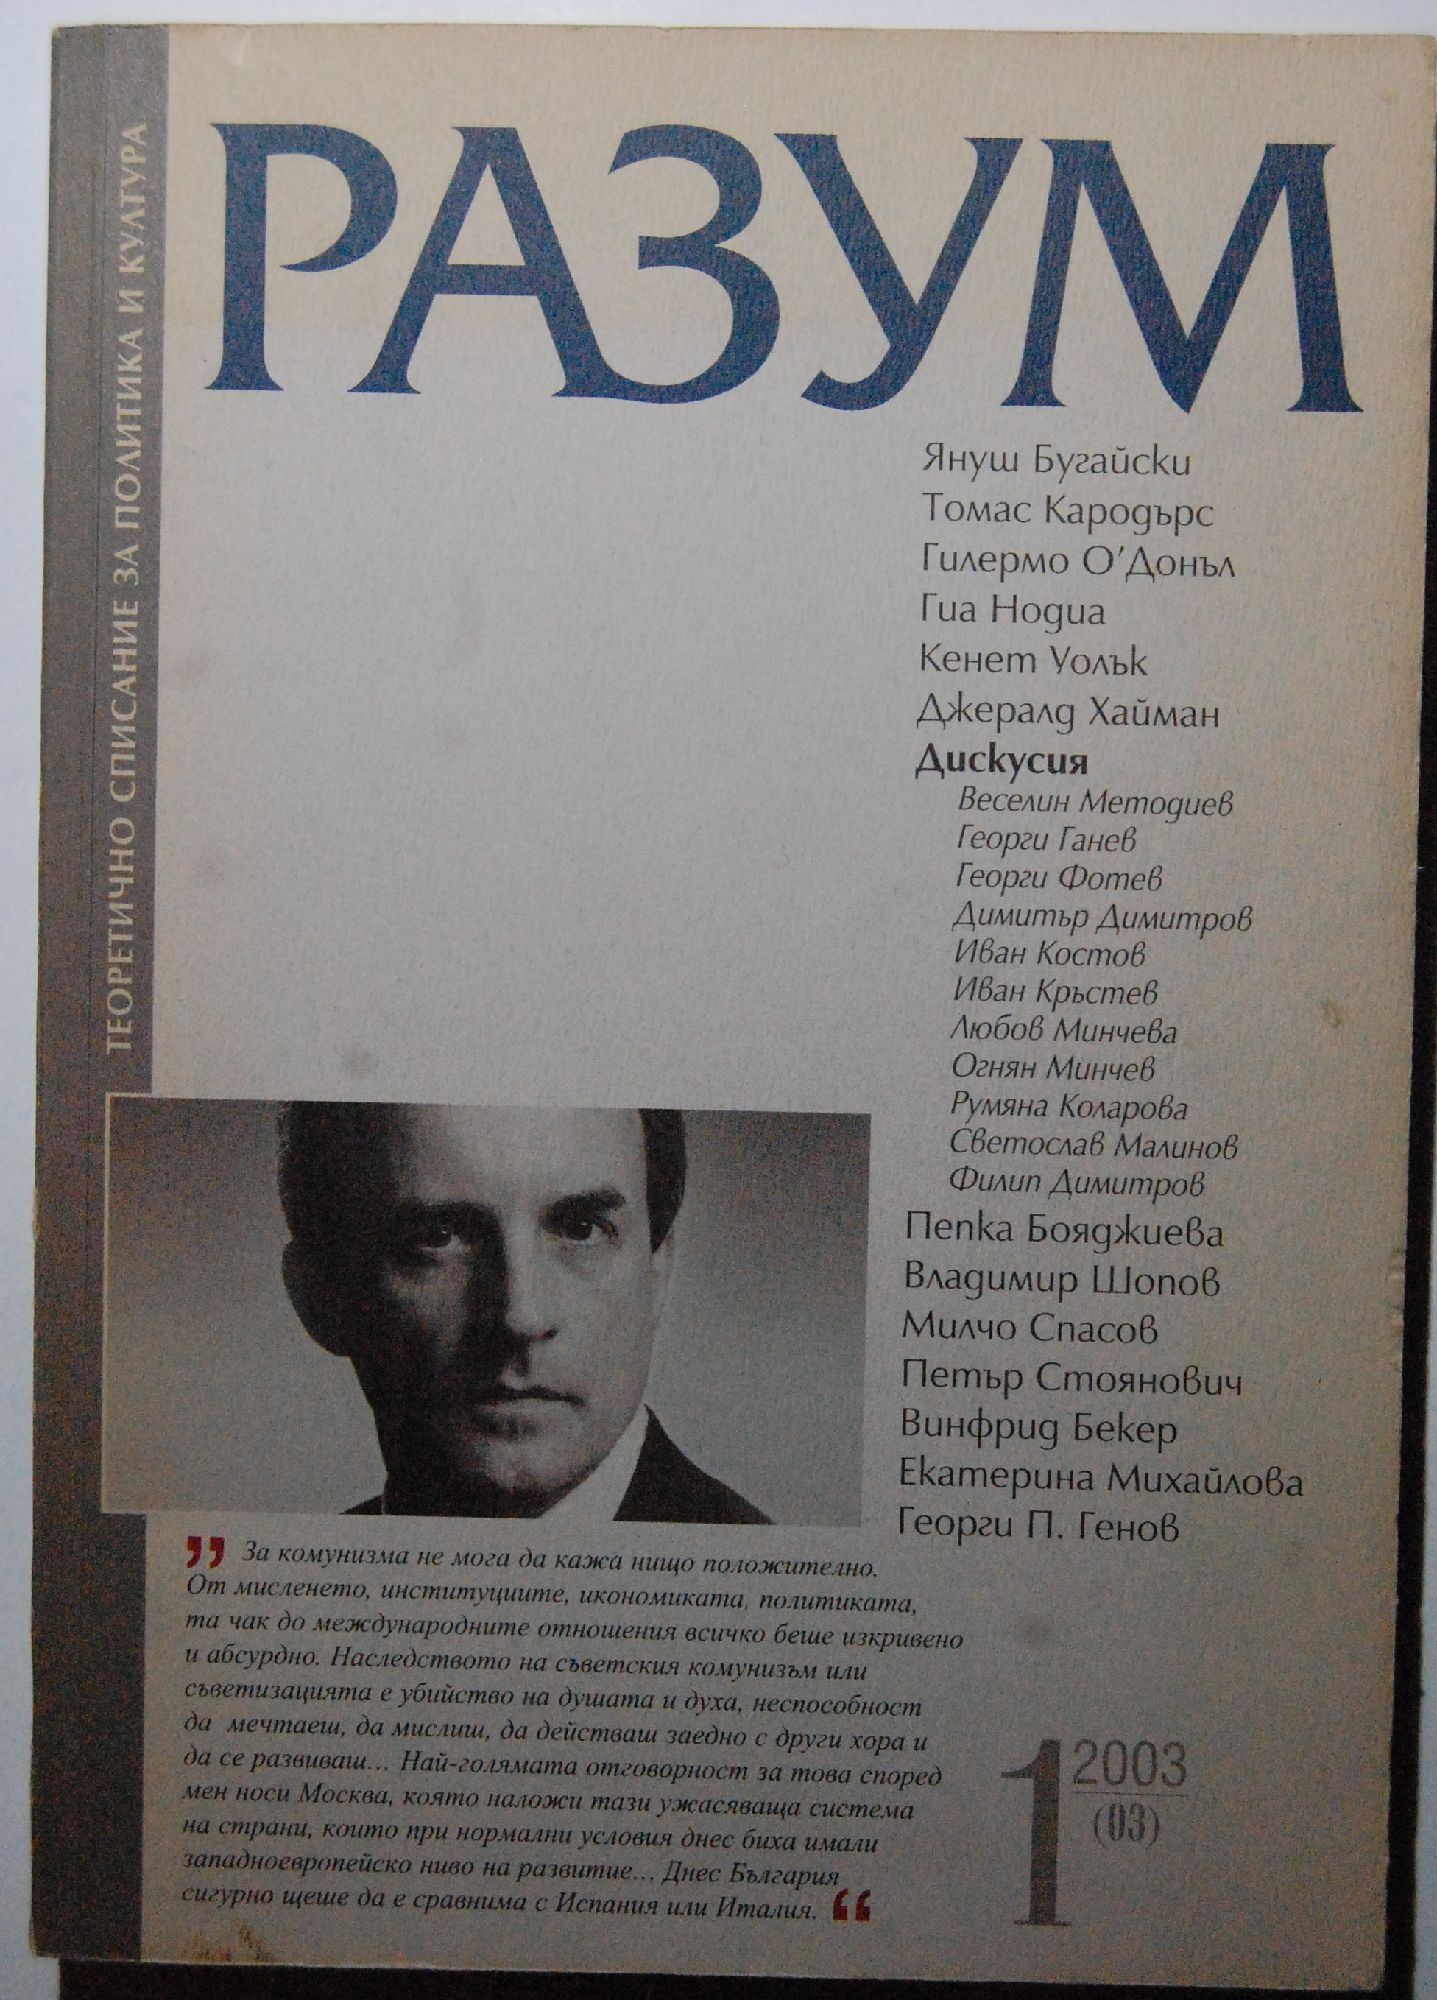 ТЕОРЕТИЧНО СПИСАНИЕ ЗА ПОЛИТИКА И КУЛТУРА
РАЗУМ
Януш Бугайски
Томас Кародърс
Гилермо О'Донъл
Гиа Нодиа
Кенет Уолък
Джералд Хайман
Дискусия
Веселин Методиев
Георги Ганев
Георги Фотев
Димитър Димитров
Иван Костов
Иван Кръстев
Любов Минчева
Огнян Минчев
Румяна Коларова
Светослав Малинов
Филип Димитров
Пепка Бояджиева
Владимир Шопов
Милчо Спасов
Петър Стоянович
Винфрид Бекер
Екатерина Михайлова
Георги П. Генов
„ За комунизма не мога да кажа нищо положително.
От мисленето, институциите, икономиката, политиката,
та чак до международните отношения всичко беше изкривено
и абсурдно. Наследството на съветския комунизъм или
съветизацията е убийство на душата и духа, неспособност
да мечтаеш, да мислиш, да действаш заедно с други хора и
да се развиваш... Най-голямата отговорност за това според
мен носи Москва, която наложи тази ужасяваща система
на страни, които при нормални условия днес биха имали
западноевропейско ниво на развитие... Днес България
сигурно щеше да е сравнима с Испания или Италия. “
1 2003
(03)